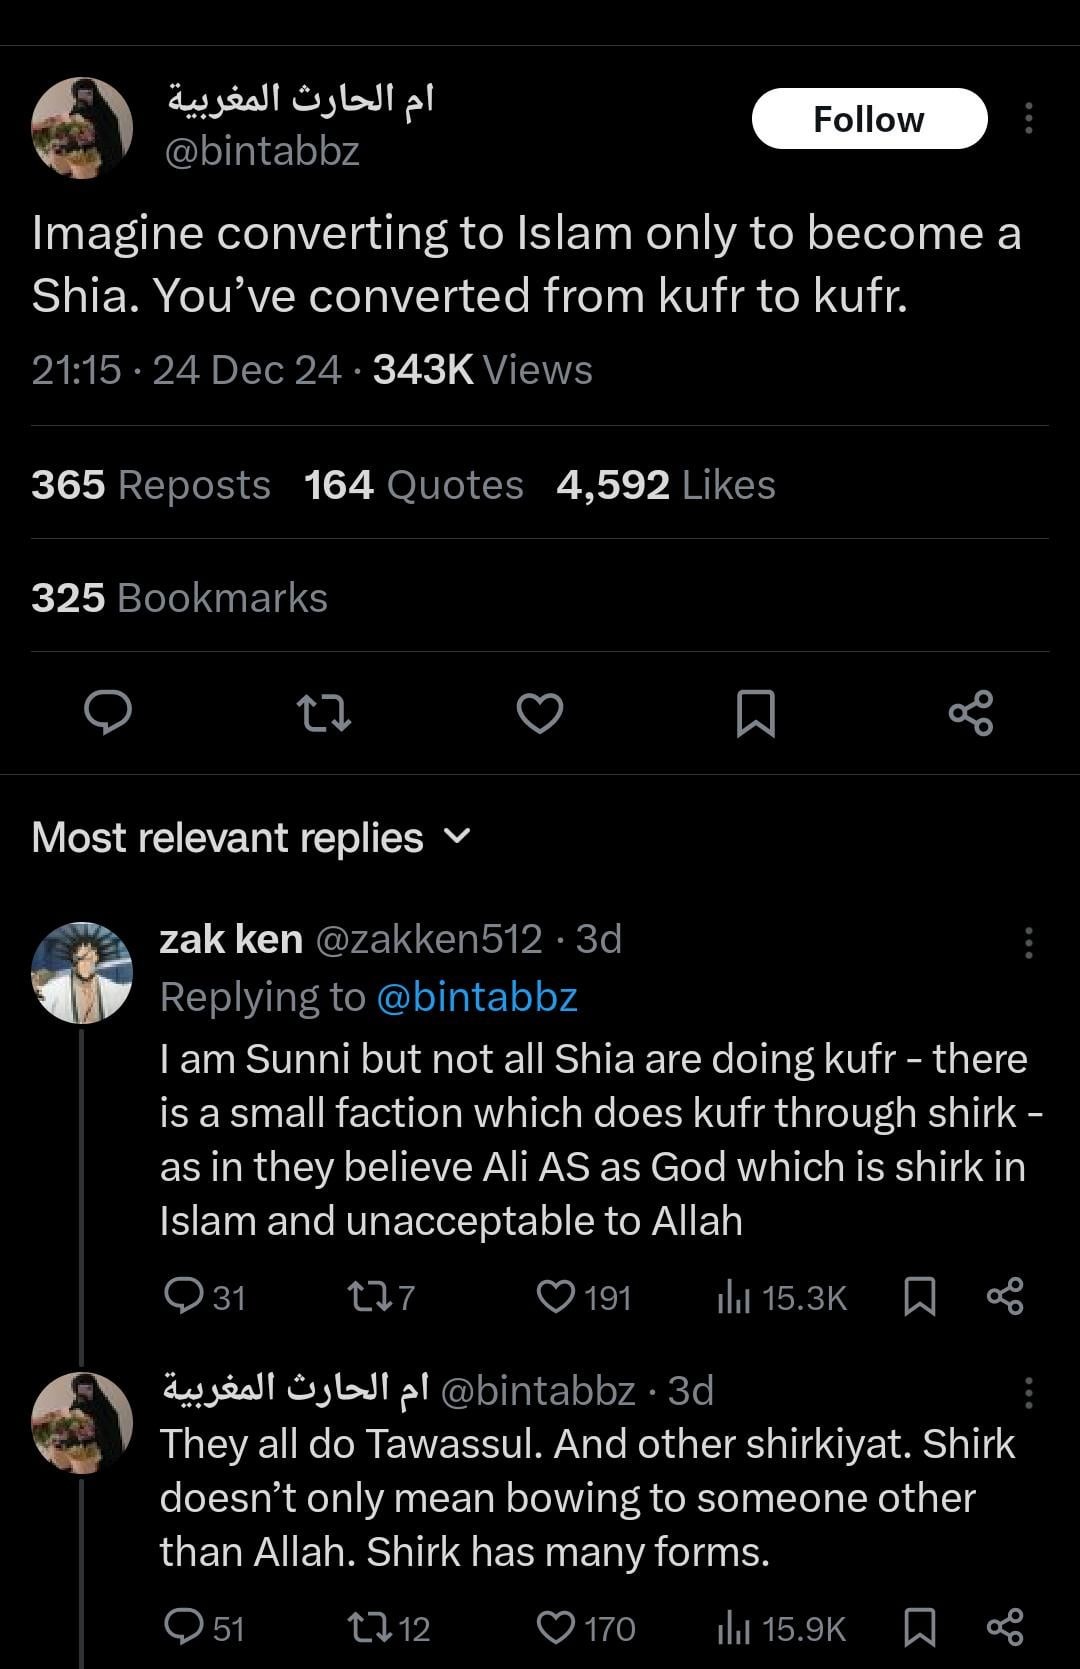 ام الحارث المغربية
Follow
@bintabbz
Imagine converting to Islam only to become a
Shia. You’ve converted from kufr to kufr.
21:15 · 24 Dec 24 · 343K Views
365 Reposts 164 Quotes 4,592 Likes
325 Bookmarks
Most relevant replies
zak ken @zakken512 · 3d
Replying to @bintabbz
I am Sunni but not all Shia are doing kufr - there
is a small faction which does kufr through shirk -
as in they believe Ali AS as God which is shirk in
Islam and unacceptable to Allah
31 7 191 15.3K
ام الحارث المغربية @bintabbz · 3d
They all do Tawassul. And other shirkiyat. Shirk
doesn’t only mean bowing to someone other
than Allah. Shirk has many forms.
51 12 170 15.9K